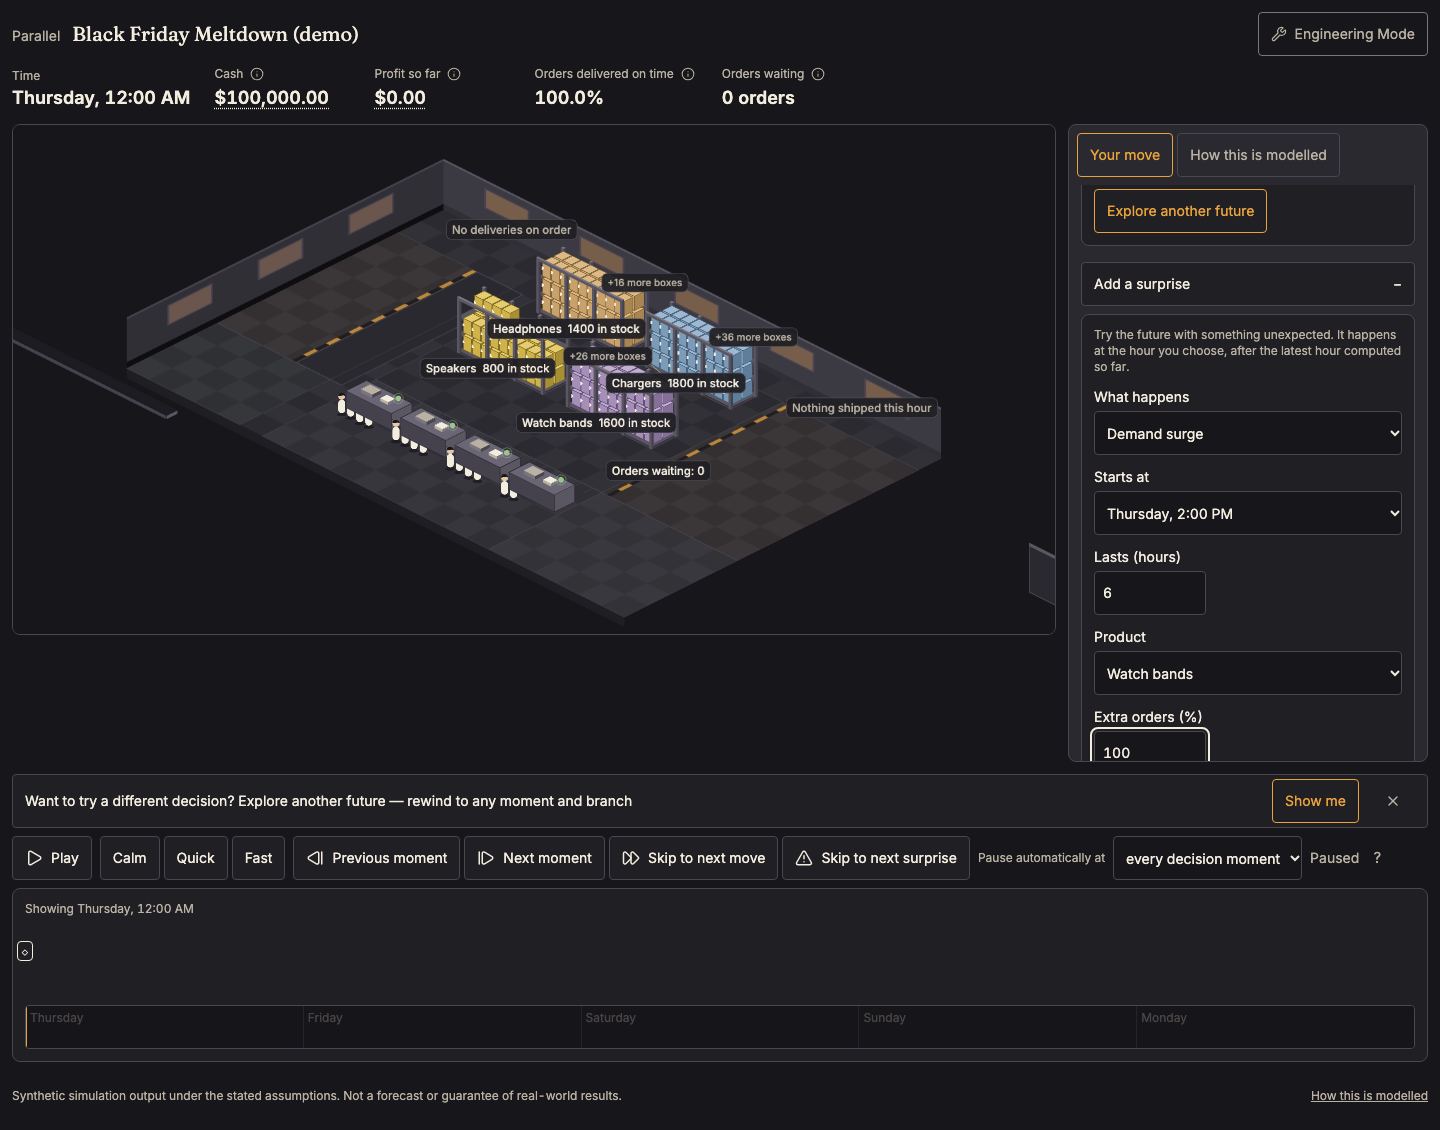 Parallel Black Friday Meltdown (demo)
Engineering Mode
Time
Thursday, 12:00 AM
Cash
$100,000.00
Profit so far
$0.00
Orders delivered on time
100.0%
Orders waiting
0 orders
No deliveries on order
+16 more boxes
Headphones 1400 in stock
+36 more boxes
+26 more boxes
Speakers 800 in stock
Chargers 1800 in stock
Nothing shipped this hour
Watch bands 1600 in stock
Orders waiting: 0
Your move
How this is modelled
Explore another future
Add a surprise
Try the future with something unexpected. It happens
at the hour you choose, after the latest hour computed
so far.
What happens
Demand surge
Starts at
Thursday, 2:00 PM
Lasts (hours)
6
Product
Watch bands
Extra orders (%)
100
Want to try a different decision? Explore another future — rewind to any moment and branch
Show me
Play
Calm
Quick
Fast
Previous moment
Next moment
Skip to next move
Skip to next surprise
Pause automatically at
every decision moment
Paused
?
Showing Thursday, 12:00 AM
Thursday
Friday
Saturday
Sunday
Monday
Synthetic simulation output under the stated assumptions. Not a forecast or guarantee of real-world results.
How this is modelled